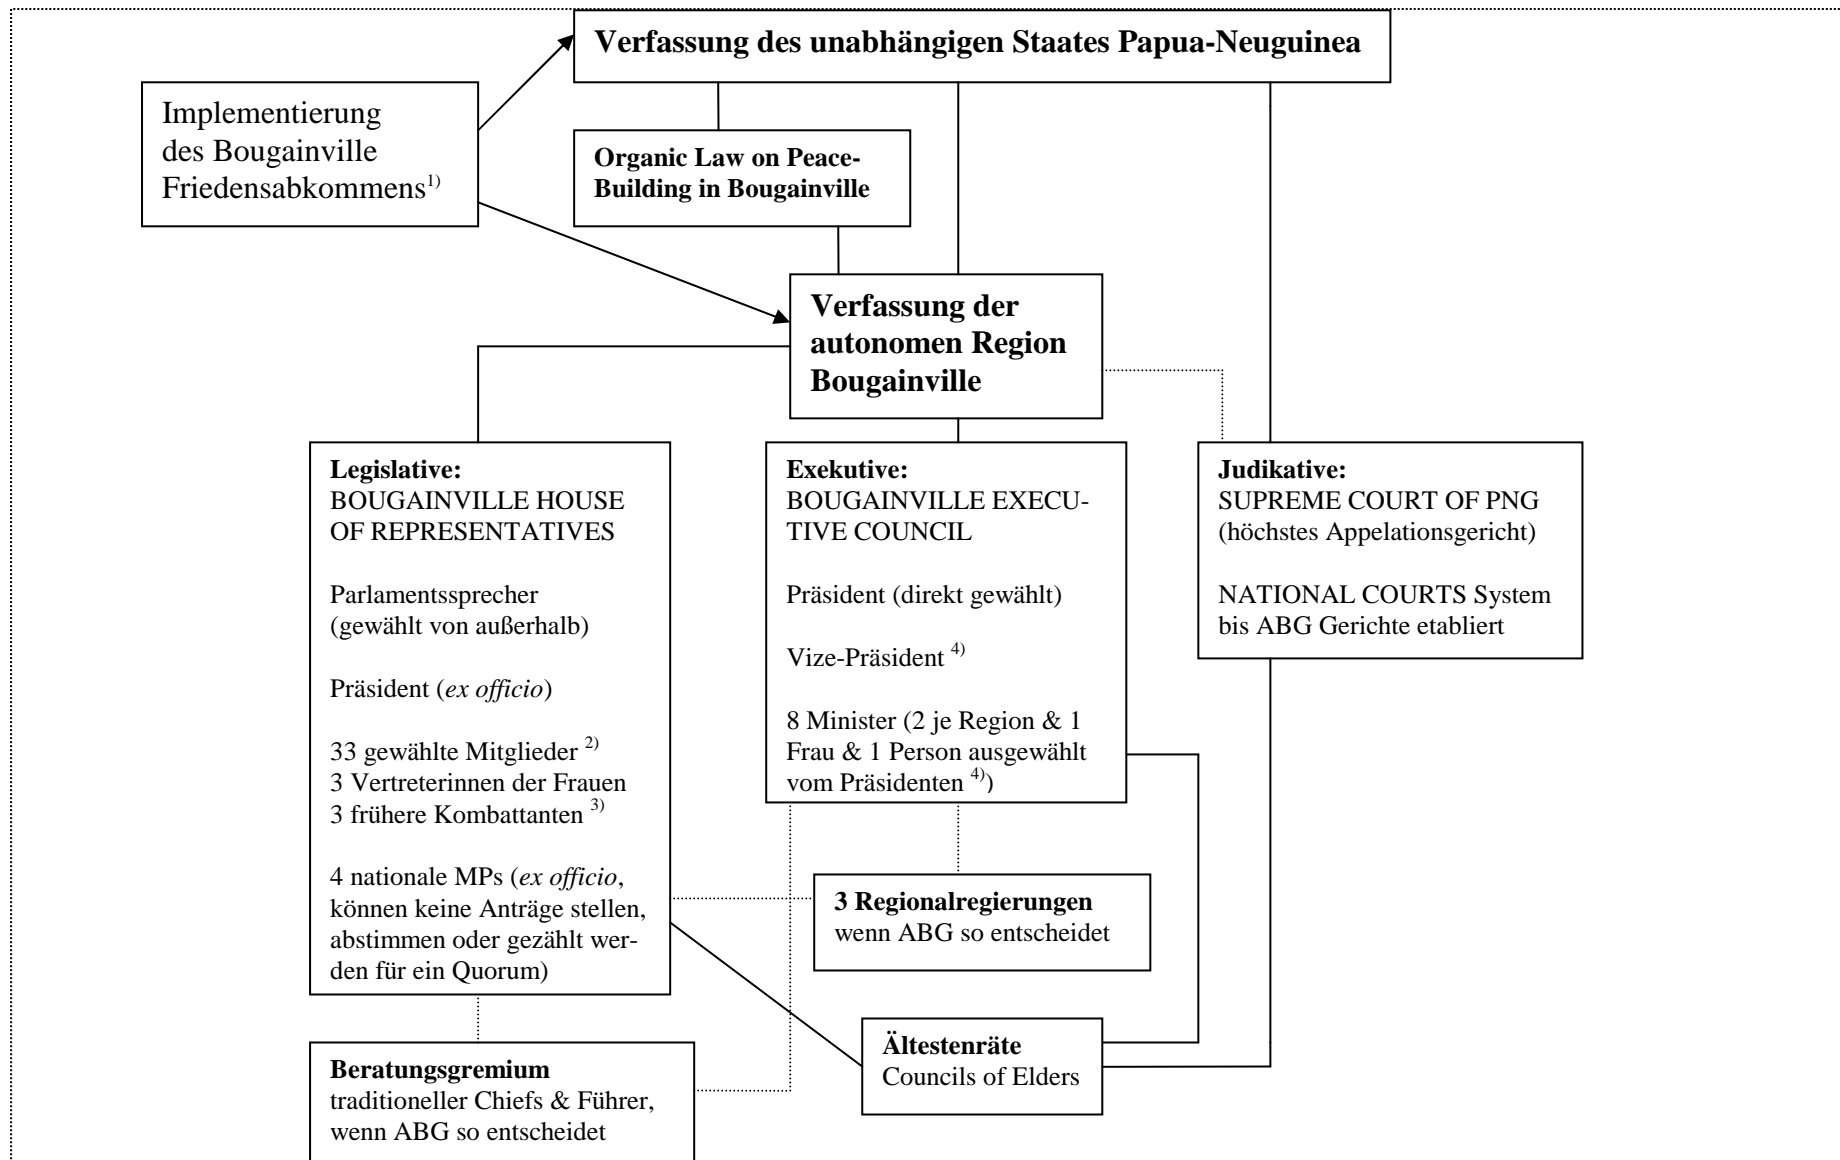 Verfassung des unabhängigen Staates Papua-Neuguinea
Implementierung
des Bougainville
Friedensabkommens1)
Organic Law on Peace-
Building in Bougainville
Verfassung der
autonomen Region
Bougainville
Legislative:
BOUGAINVILLE HOUSE
OF REPRESENTATIVES
Parlamentssprecher
(gewählt von außerhalb)
Präsident (ex officio)
33 gewählte Mitglieder 2)
3 Vertreterinnen der Frauen
3 frühere Kombattanten 3)
4 nationale MPs (ex officio,
können keine Anträge stellen,
abstimmen oder gezählt wer-
den für ein Quorum)
Exekutive:
BOUGAINVILLE EXECU-
TIVE COUNCIL
Präsident (direkt gewählt)
Vize-Präsident 4)
8 Minister (2 je Region & 1
Frau & 1 Person ausgewählt
vom Präsidenten 4))
Judikative:
SUPREME COURT OF PNG
(höchstes Appelationsgericht)
NATIONAL COURTS System
bis ABG Gerichte etabliert
3 Regionalregierungen
wenn ABG so entscheidet
Ältestenräte
Councils of Elders
Beratungsgremium
traditioneller Chiefs & Führer,
wenn ABG so entscheidet